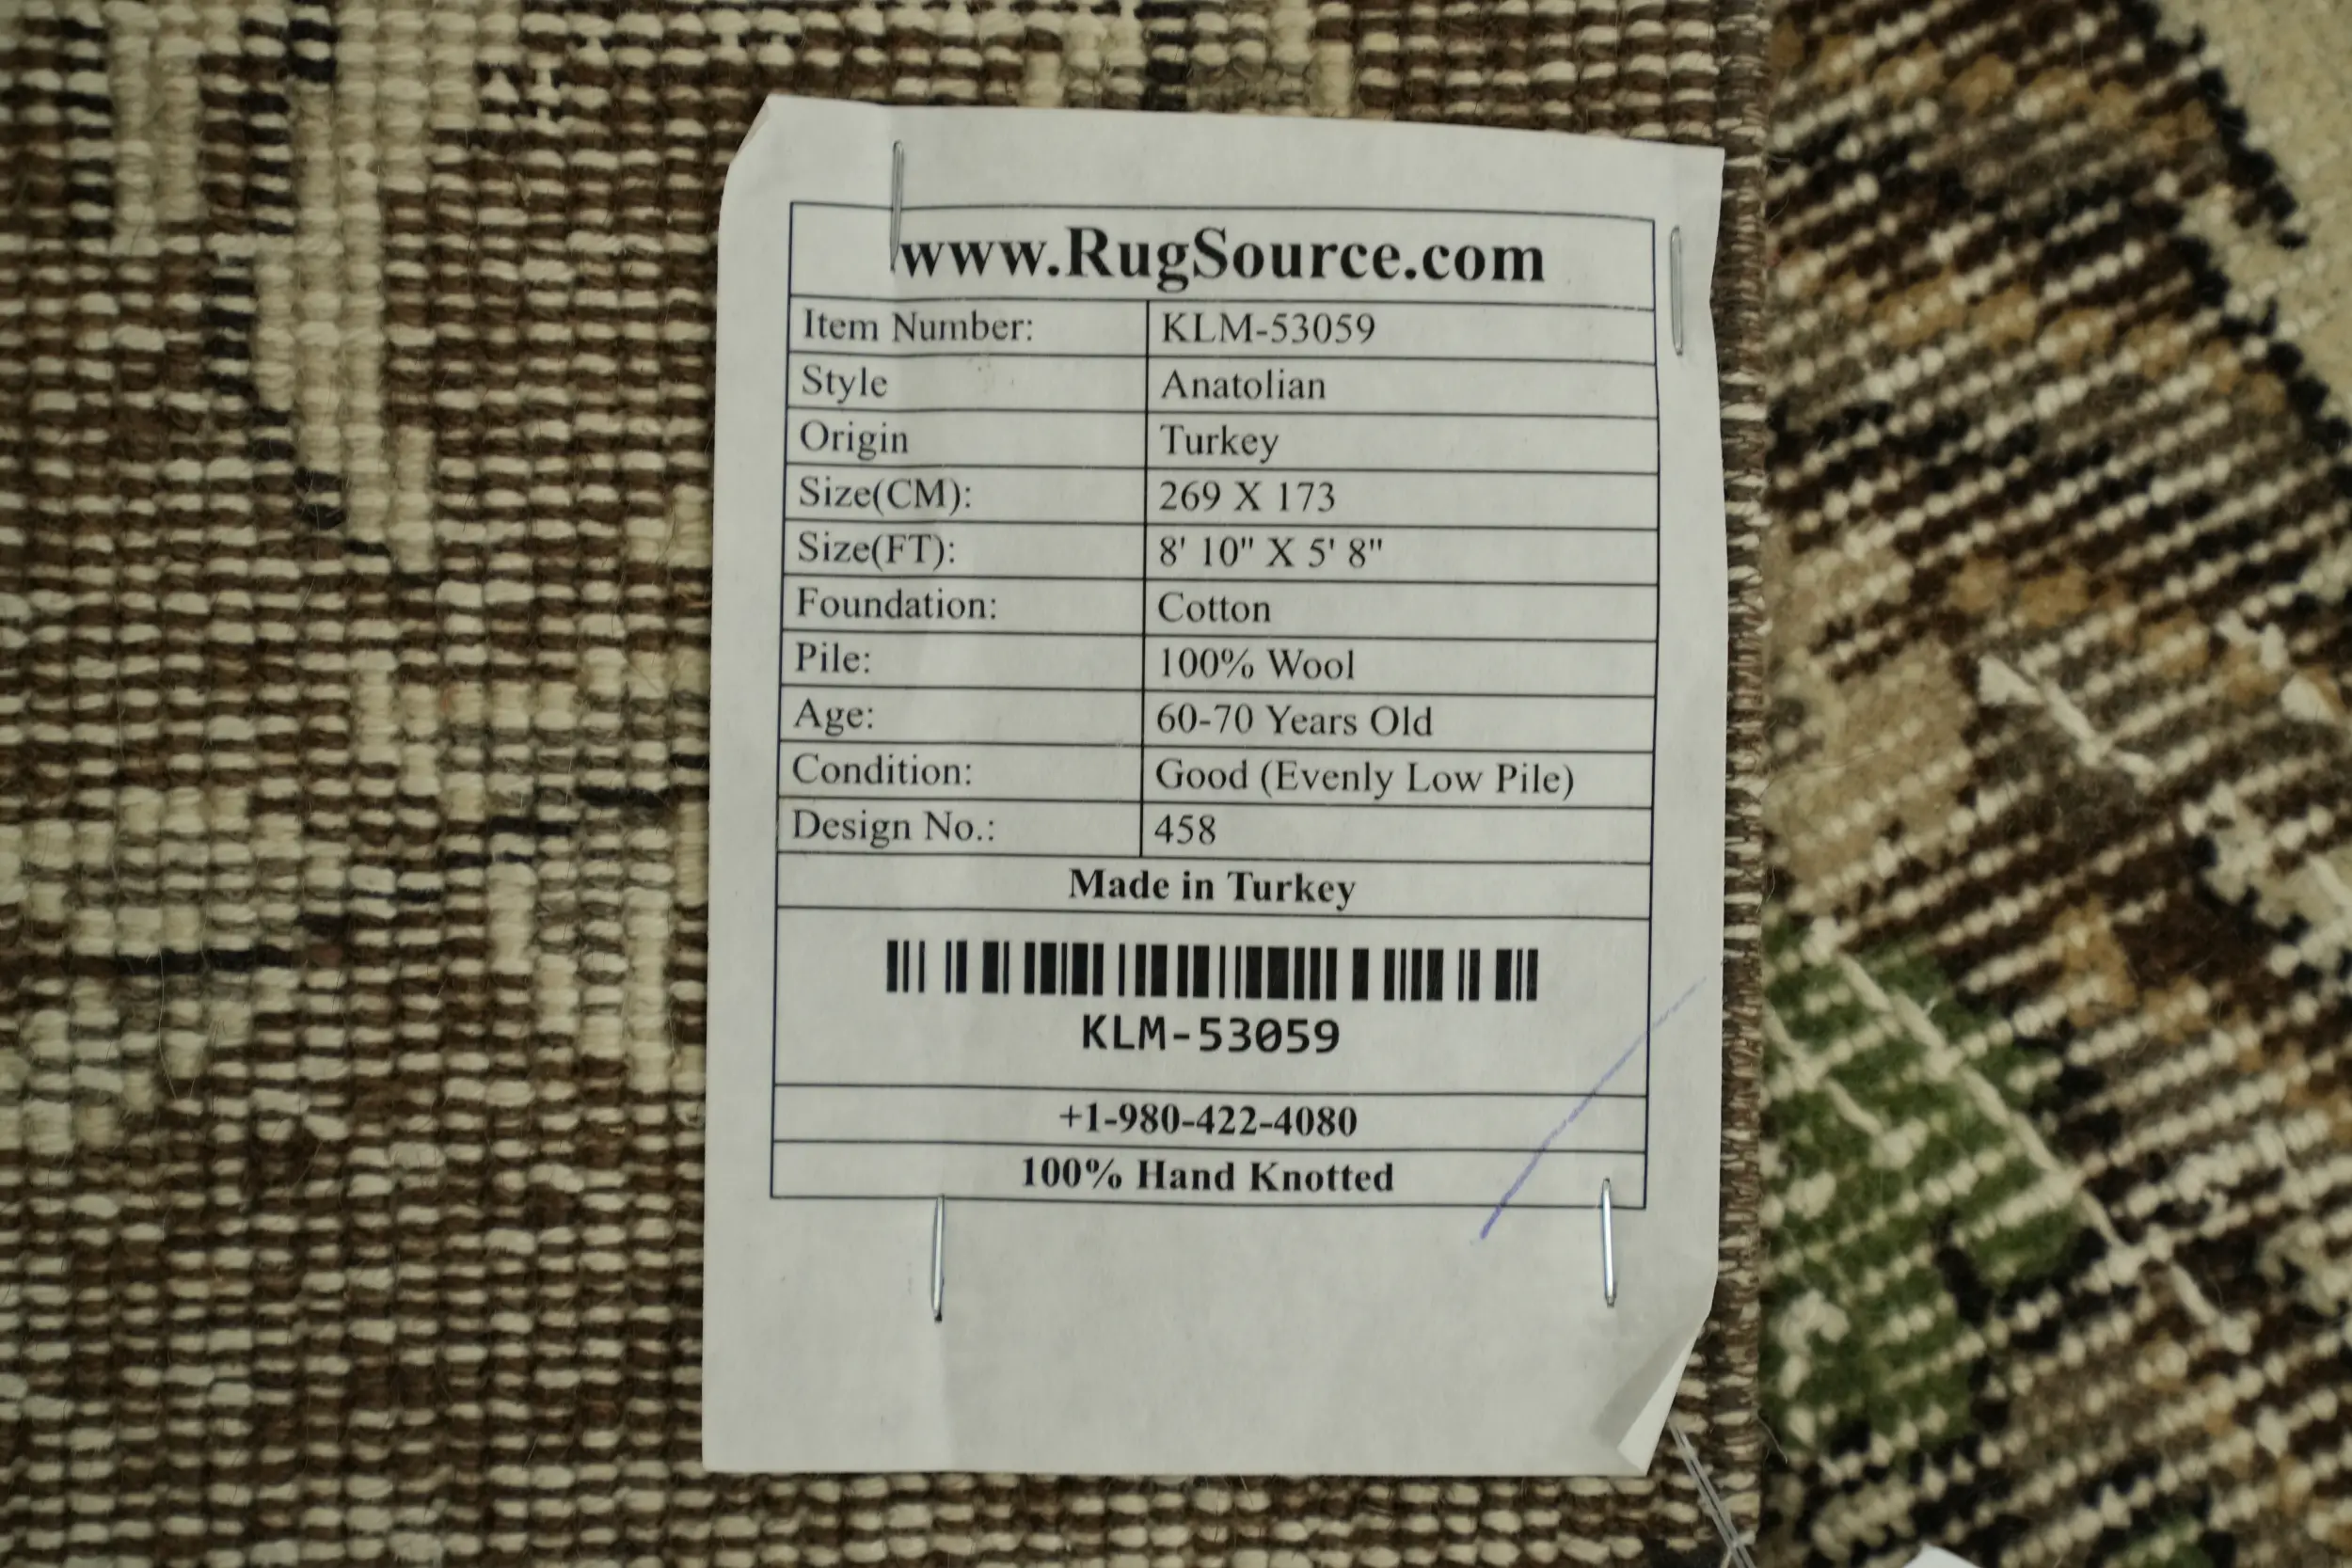 www.RugSource.com
Item Number: KLM-53059
Style Anatolian
Origin Turkey
Size(CM): 269 X 173
Size(FT): 8' 10" X 5' 8"
Foundation: Cotton
Pile: 100% Wool
Age: 60-70 Years Old
Condition: Good (Evenly Low Pile)
Design No.: 458
Made in Turkey
KLM-53059
+1-980-422-4080
100% Hand Knotted